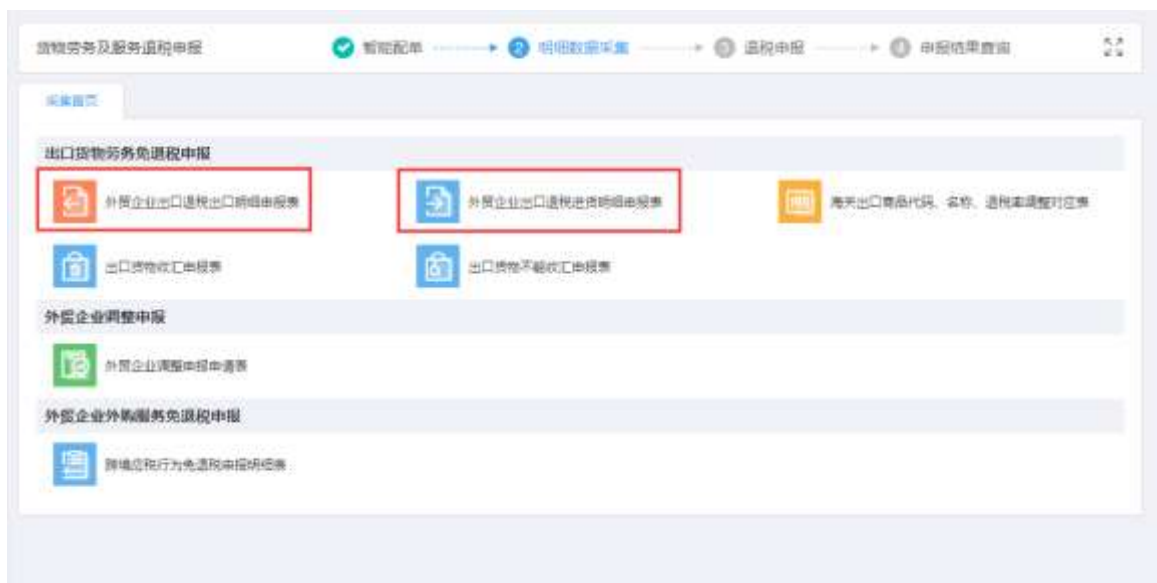 货物劳务及服务退税申报 智能配单 2 明细数据采集 3 退税申报 4 申报结果查询
采集首页
出口货物劳务免退税申报
外贸企业出口退税出口明细申报表 外贸企业出口退税进货明细申报表 海关出口商品代码、名称、退税率调整对应表
出口货物收汇申报表 出口货物不能收汇申报表
外贸企业调整申报
外贸企业调整申报申请表
外贸企业外购服务免退税申报
跨境应税行为免退税申报明细表